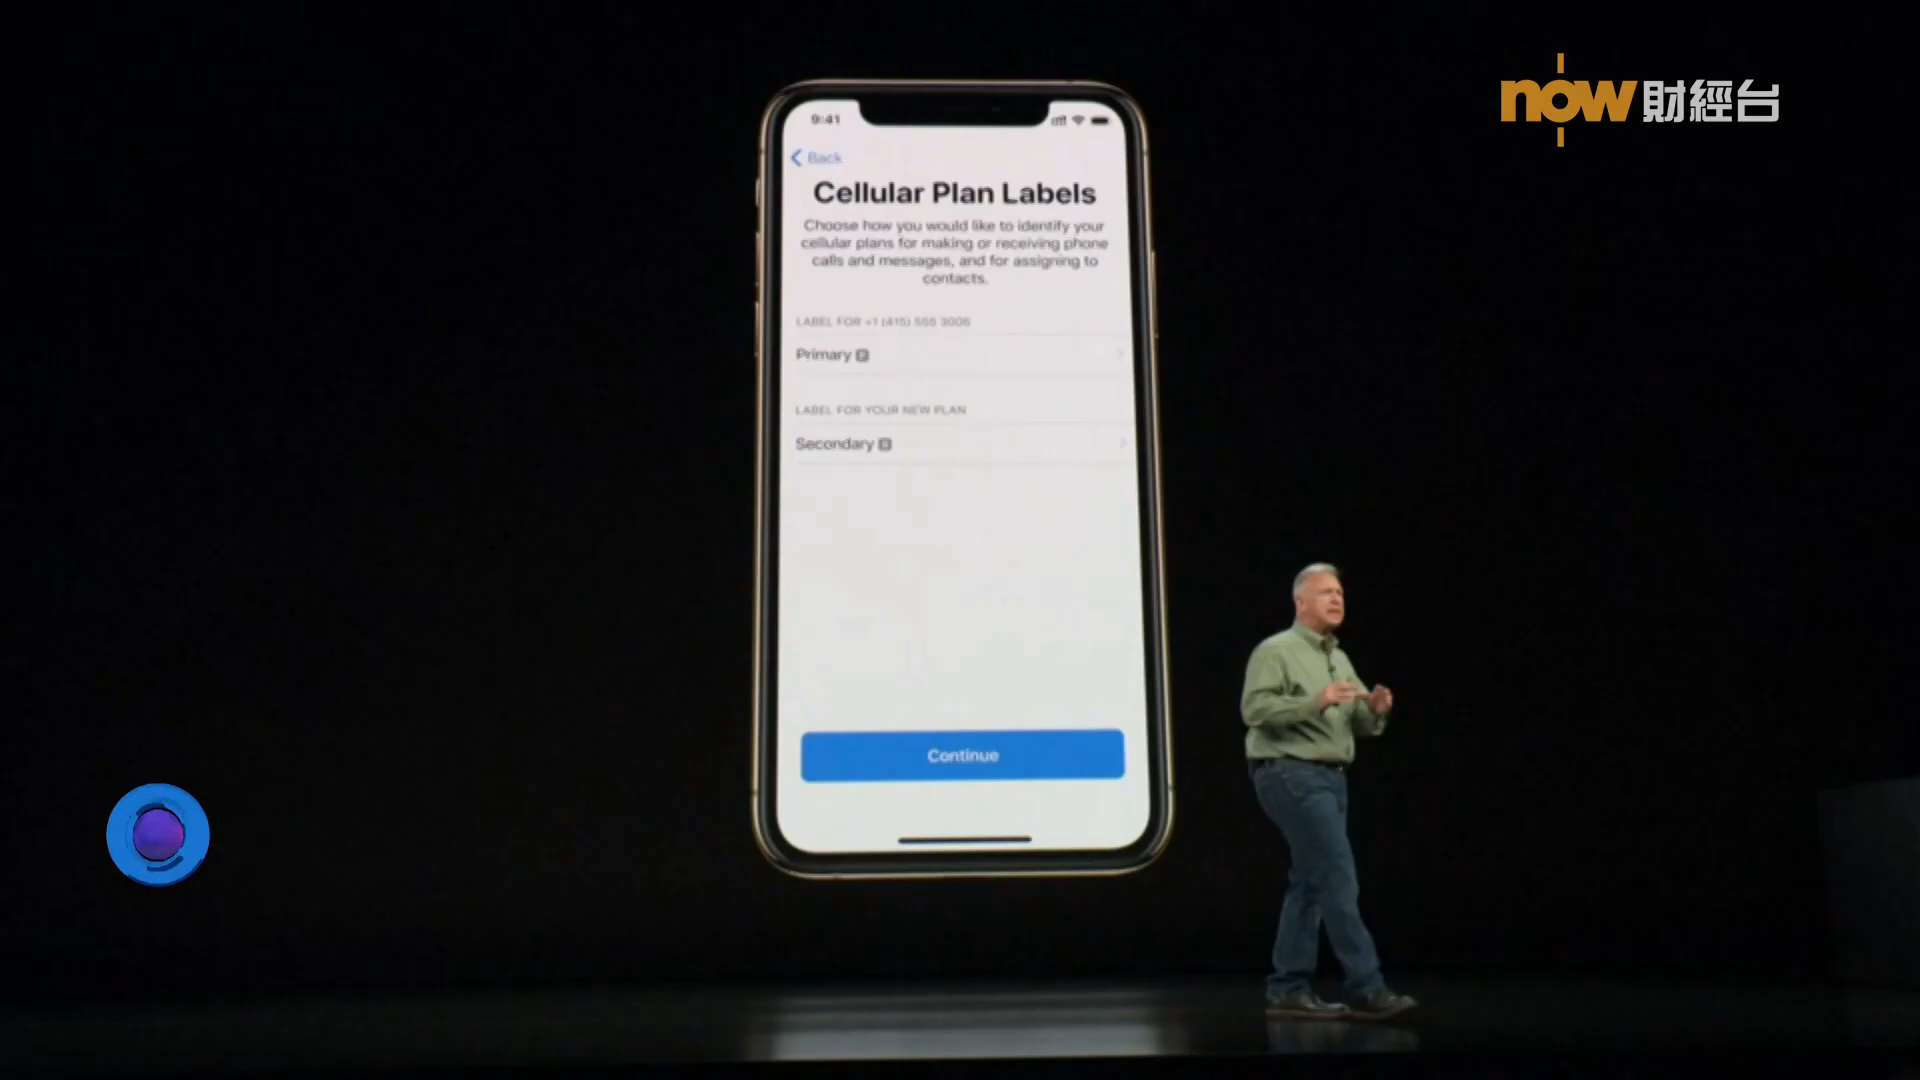 now財經台
9:41
Back
Cellular Plan Labels
Choose how you would like to identify your
cellular plans for making or receiving phone
calls and messages, and for assigning to
contacts.
LABEL FOR +1 (415) 555 3006
Primary P
LABEL FOR YOUR NEW PLAN
Secondary S
Continue